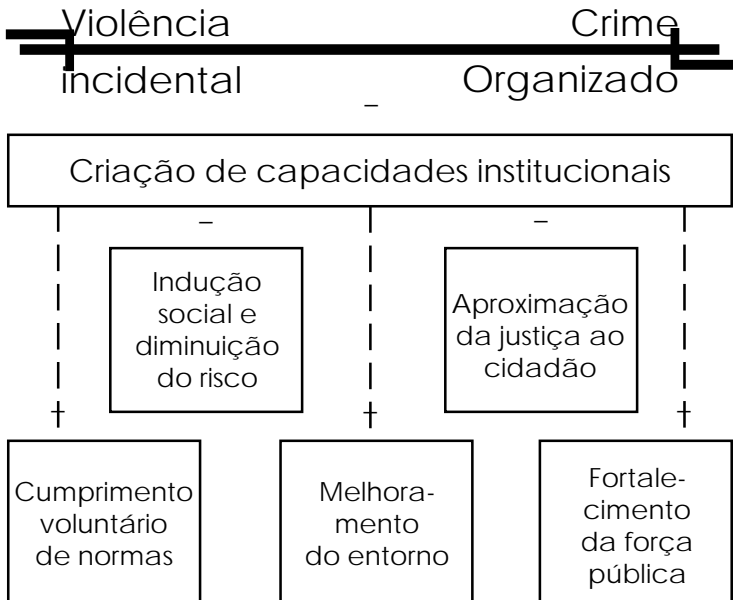 Violência
incidental
Crime
Organizado
Criação de capacidades institucionais
Indução
social e
diminuição
do risco
Aproximação
da justiça ao
cidadão
Cumprimento
voluntário
de normas
Melhora-
mento
do entorno
Fortale-
cimento
da força
pública